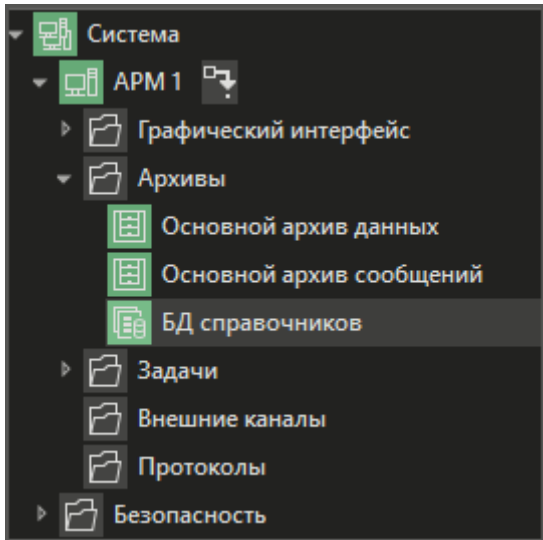 Система
АРМ 1
Графический интерфейс
Архивы
Основной архив данных
Основной архив сообщений
БД справочников
Задачи
Внешние каналы
Протоколы
Безопасность